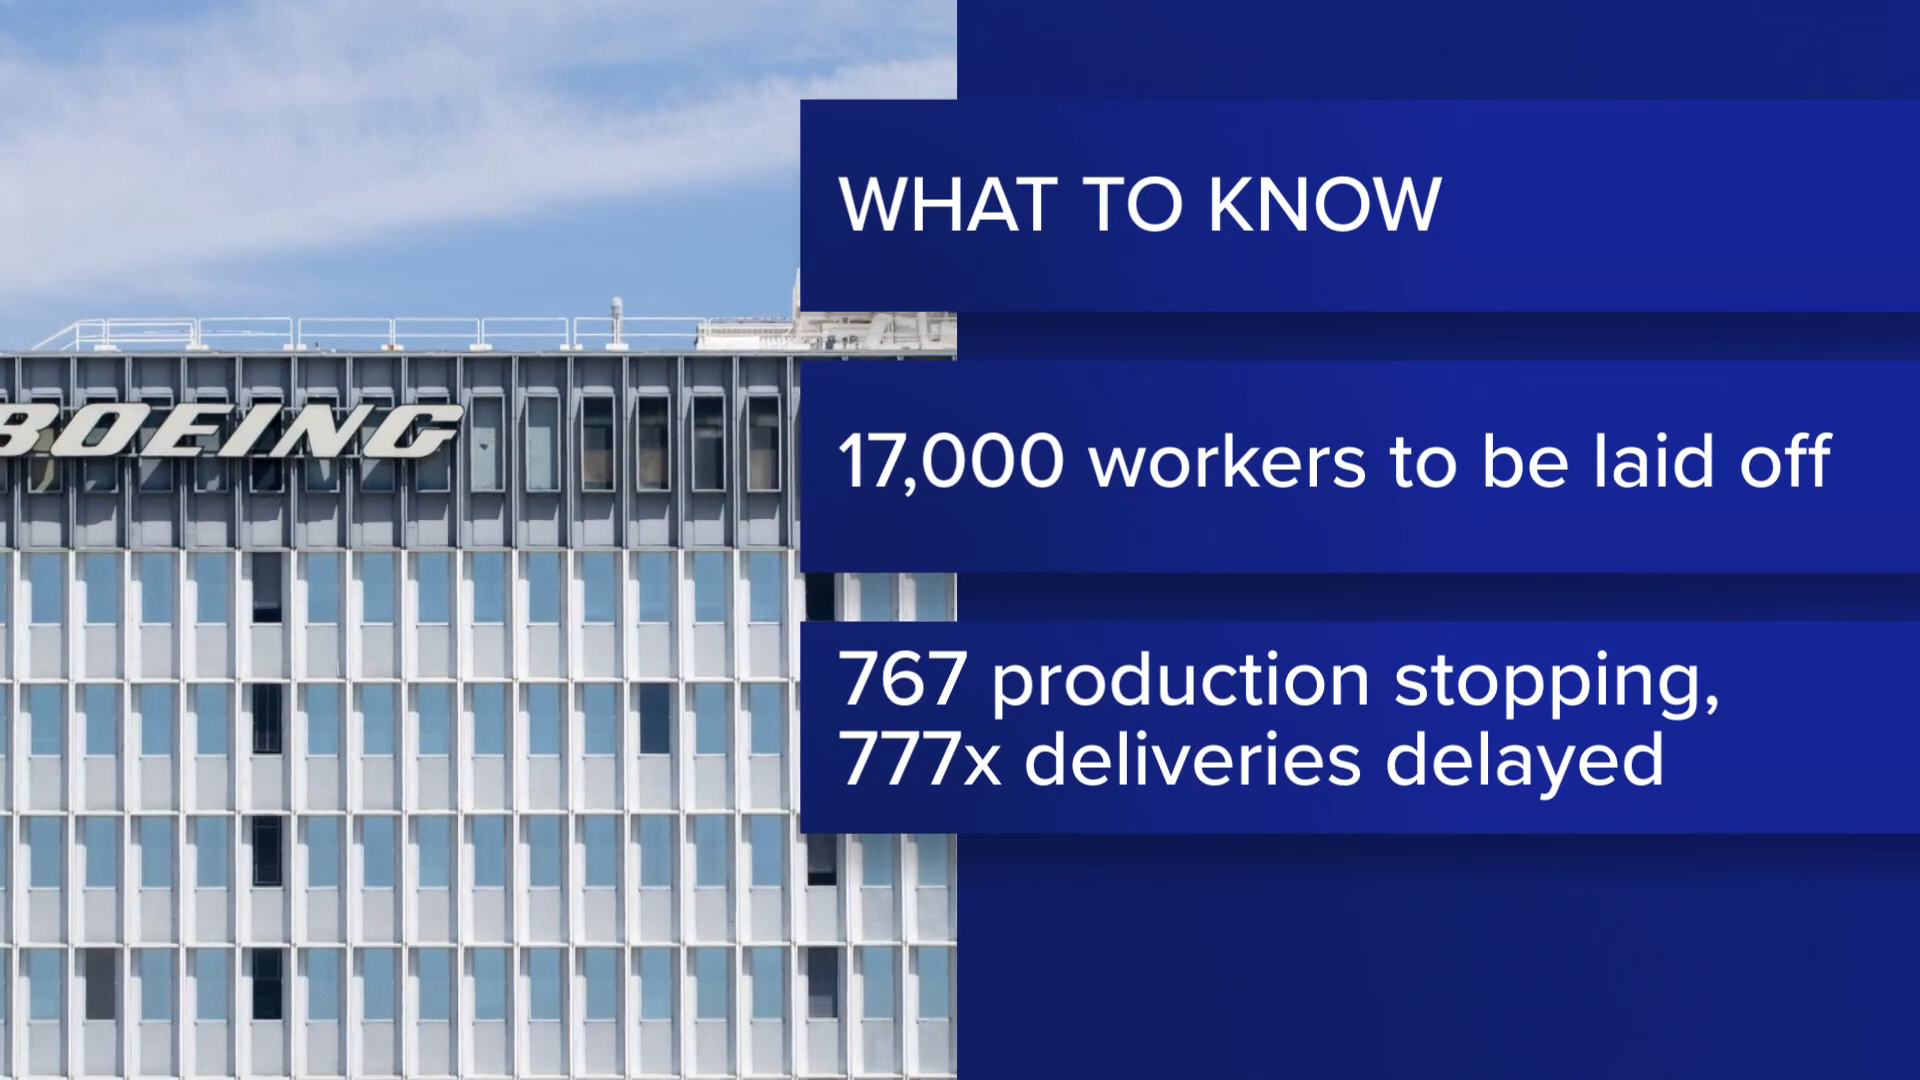 BOEING
WHAT TO KNOW
17,000 workers to be laid off
767 production stopping,
777x deliveries delayed